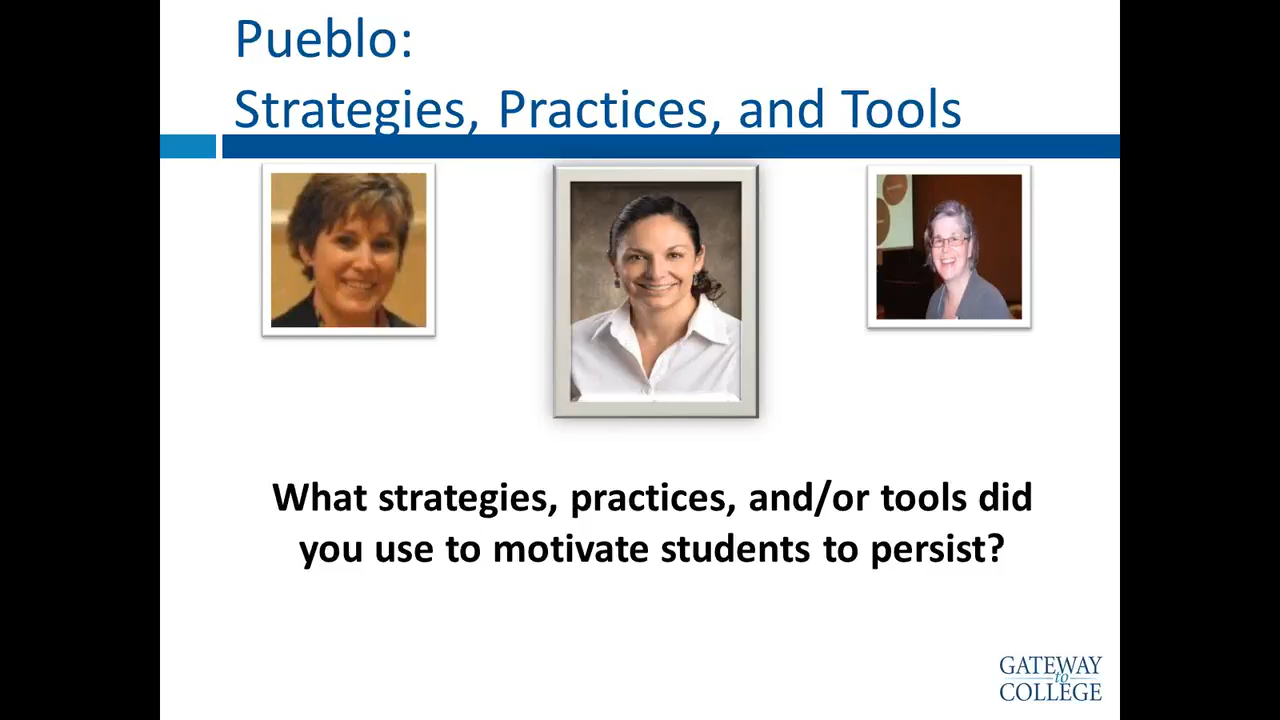 Pueblo:
Strategies, Practices, and Tools
What strategies, practices, and/or tools did
you use to motivate students to persist?
GATEWAY
to
COLLEGE